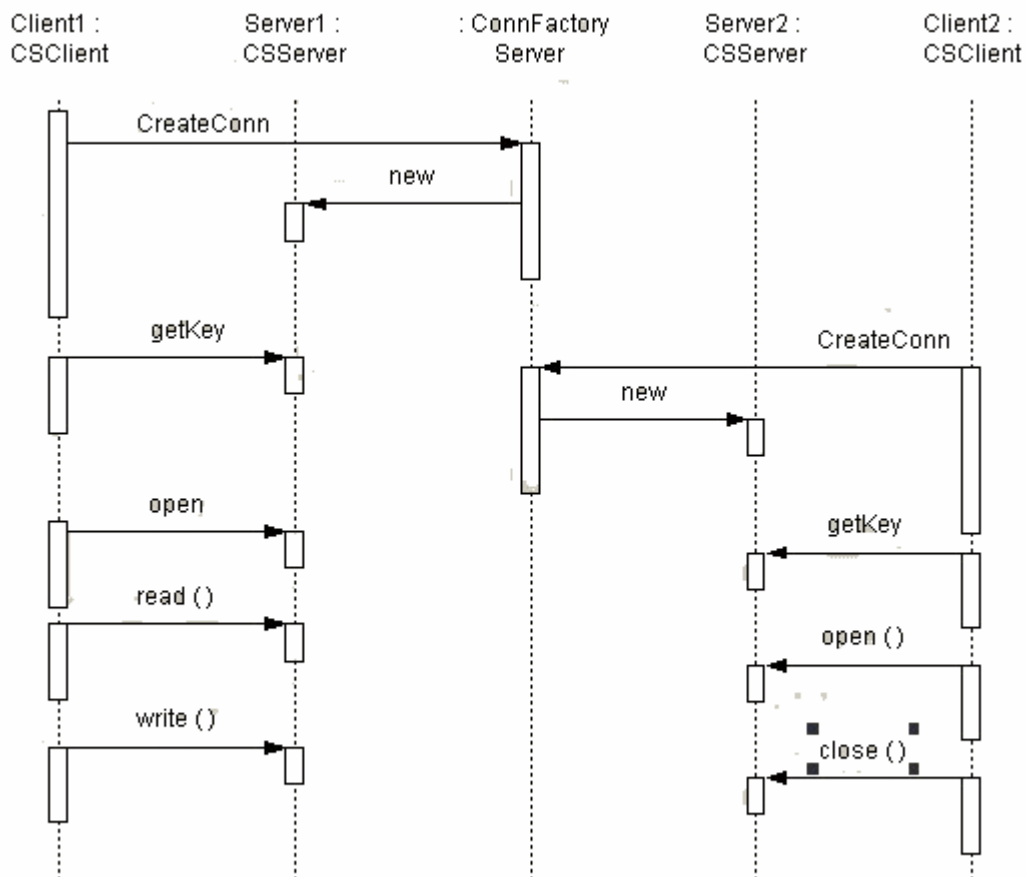 Client1 :
CSClient
Server1 :
CSServer
: ConnFactory
Server
Server2 :
CSServer
Client2 :
CSClient
CreateConn
new
getKey
CreateConn
new
open
getKey
read ()
open ()
write ()
close ()